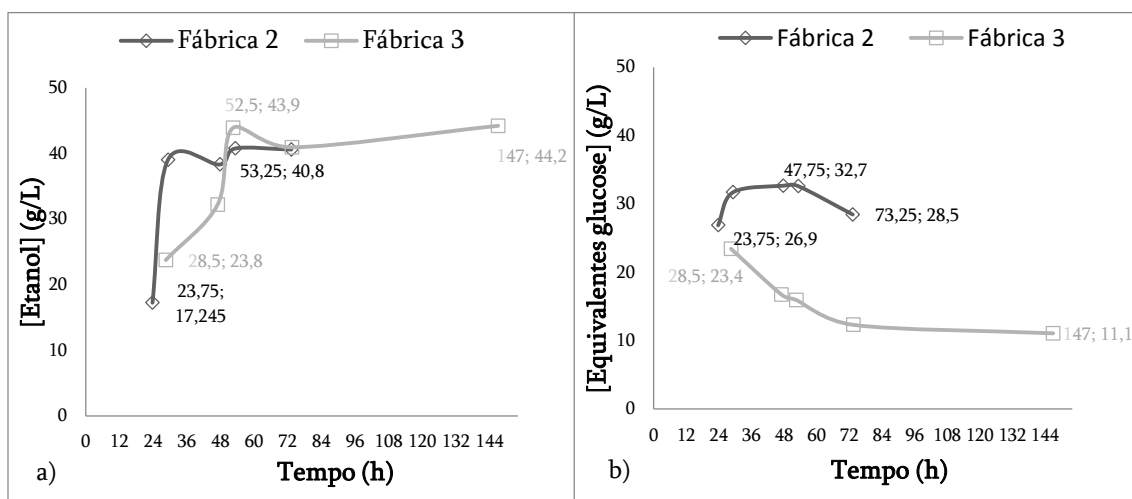 Fábrica 2 Fábrica 3
[Etanol] (g/L)
50
40
30
20
10
0
52,5; 43,9
53,25; 40,8
147; 44,2
28,5; 23,8
23,75;
17,245
0 12 24 36 48 60 72 84 96 108 120 132 144
Tempo (h)
a)
Fábrica 2 Fábrica 3
[Equivalentes glucose] (g/L)
50
40
30
20
10
0
47,75; 32,7
73,25; 28,5
23,75; 26,9
28,5; 23,4
147; 11,1
0 12 24 36 48 60 72 84 96 108 120 132 144
Tempo (h)
b)